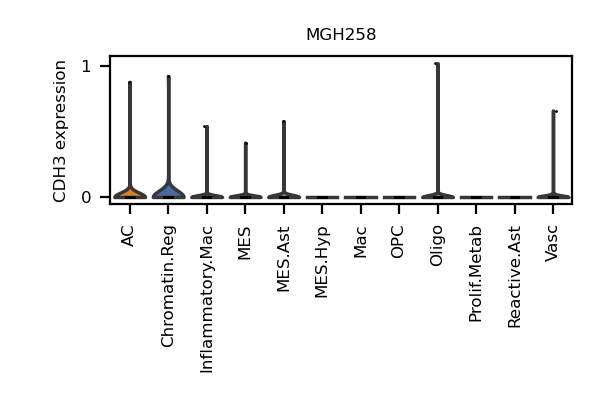 MGH258
CDH3 expression
1
0
AC
Chromatin.Reg
Inflammatory.Mac
MES
MES.Ast
MES.Hyp
Mac
OPC
Oligo
Prolif.Metab
Reactive.Ast
Vasc